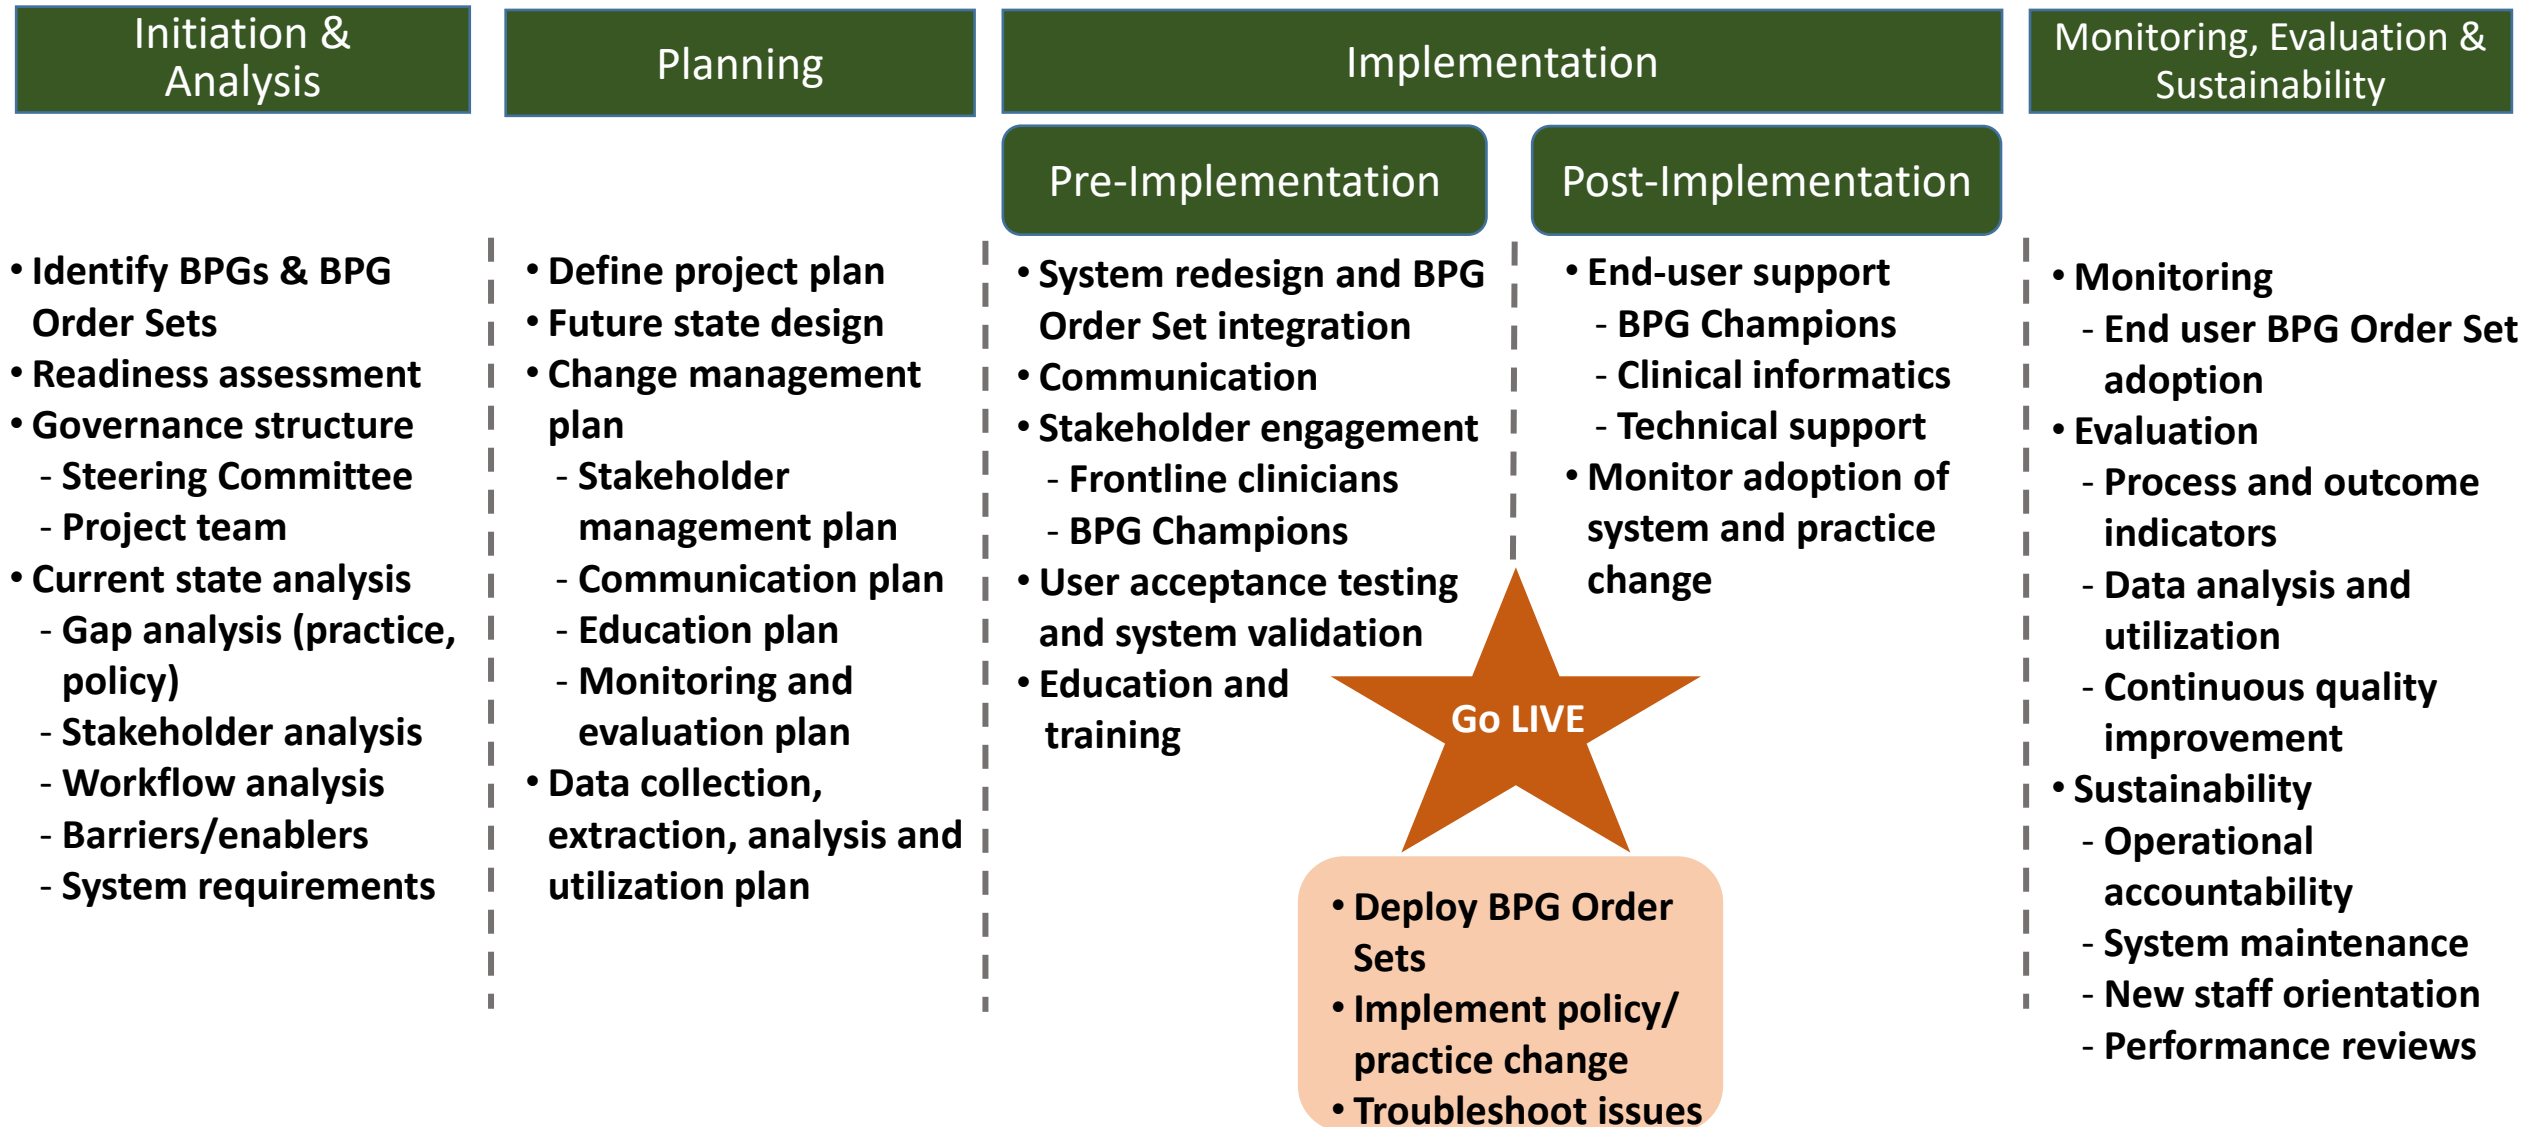 Initiation &
Analysis
Planning
Implementation
Monitoring, Evaluation &
Sustainability
Pre-Implementation
Post-Implementation
• Identify BPGs & BPG
Order Sets
• Readiness assessment
• Governance structure
- Steering Committee
- Project team
• Current state analysis
- Gap analysis (practice,
policy)
- Stakeholder analysis
- Workflow analysis
- Barriers/enablers
- System requirements
• Define project plan
• Future state design
• Change management
plan
- Stakeholder
management plan
- Communication plan
- Education plan
- Monitoring and
evaluation plan
• Data collection,
extraction, analysis and
utilization plan
• System redesign and BPG
Order Set integration
• Communication
• Stakeholder engagement
- Frontline clinicians
- BPG Champions
• User acceptance testing
and system validation
• Education and
training
Go LIVE
• Deploy BPG Order
Sets
• Implement policy/
practice change
• Troubleshoot issues
• End-user support
- BPG Champions
- Clinical informatics
- Technical support
• Monitor adoption of
system and practice
change
• Monitoring
- End user BPG Order Set
adoption
• Evaluation
- Process and outcome
indicators
- Data analysis and
utilization
- Continuous quality
improvement
• Sustainability
- Operational
accountability
- System maintenance
- New staff orientation
- Performance reviews